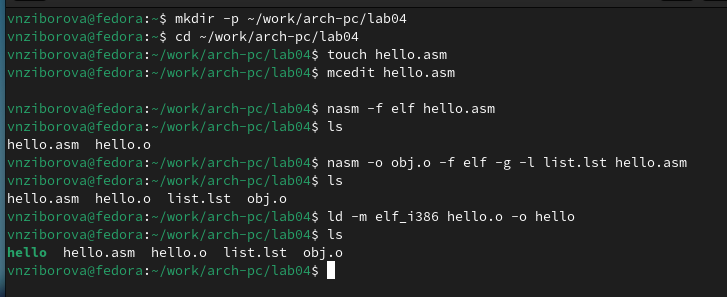 vnziborova@fedora:~$ mkdir -p ~/work/arch-pc/lab04
vnziborova@fedora:~$ cd ~/work/arch-pc/lab04
vnziborova@fedora:~/work/arch-pc/lab04$ touch hello.asm
vnziborova@fedora:~/work/arch-pc/lab04$ mcedit hello.asm
vnziborova@fedora:~/work/arch-pc/lab04$ nasm -f elf hello.asm
vnziborova@fedora:~/work/arch-pc/lab04$ ls
hello.asm  hello.o
vnziborova@fedora:~/work/arch-pc/lab04$ nasm -o obj.o -f elf -g -l list.lst hello.asm
vnziborova@fedora:~/work/arch-pc/lab04$ ls
hello.asm  hello.o  list.lst  obj.o
vnziborova@fedora:~/work/arch-pc/lab04$ ld -m elf_i386 hello.o -o hello
vnziborova@fedora:~/work/arch-pc/lab04$ ls
hello  hello.asm  hello.o  list.lst  obj.o
vnziborova@fedora:~/work/arch-pc/lab04$